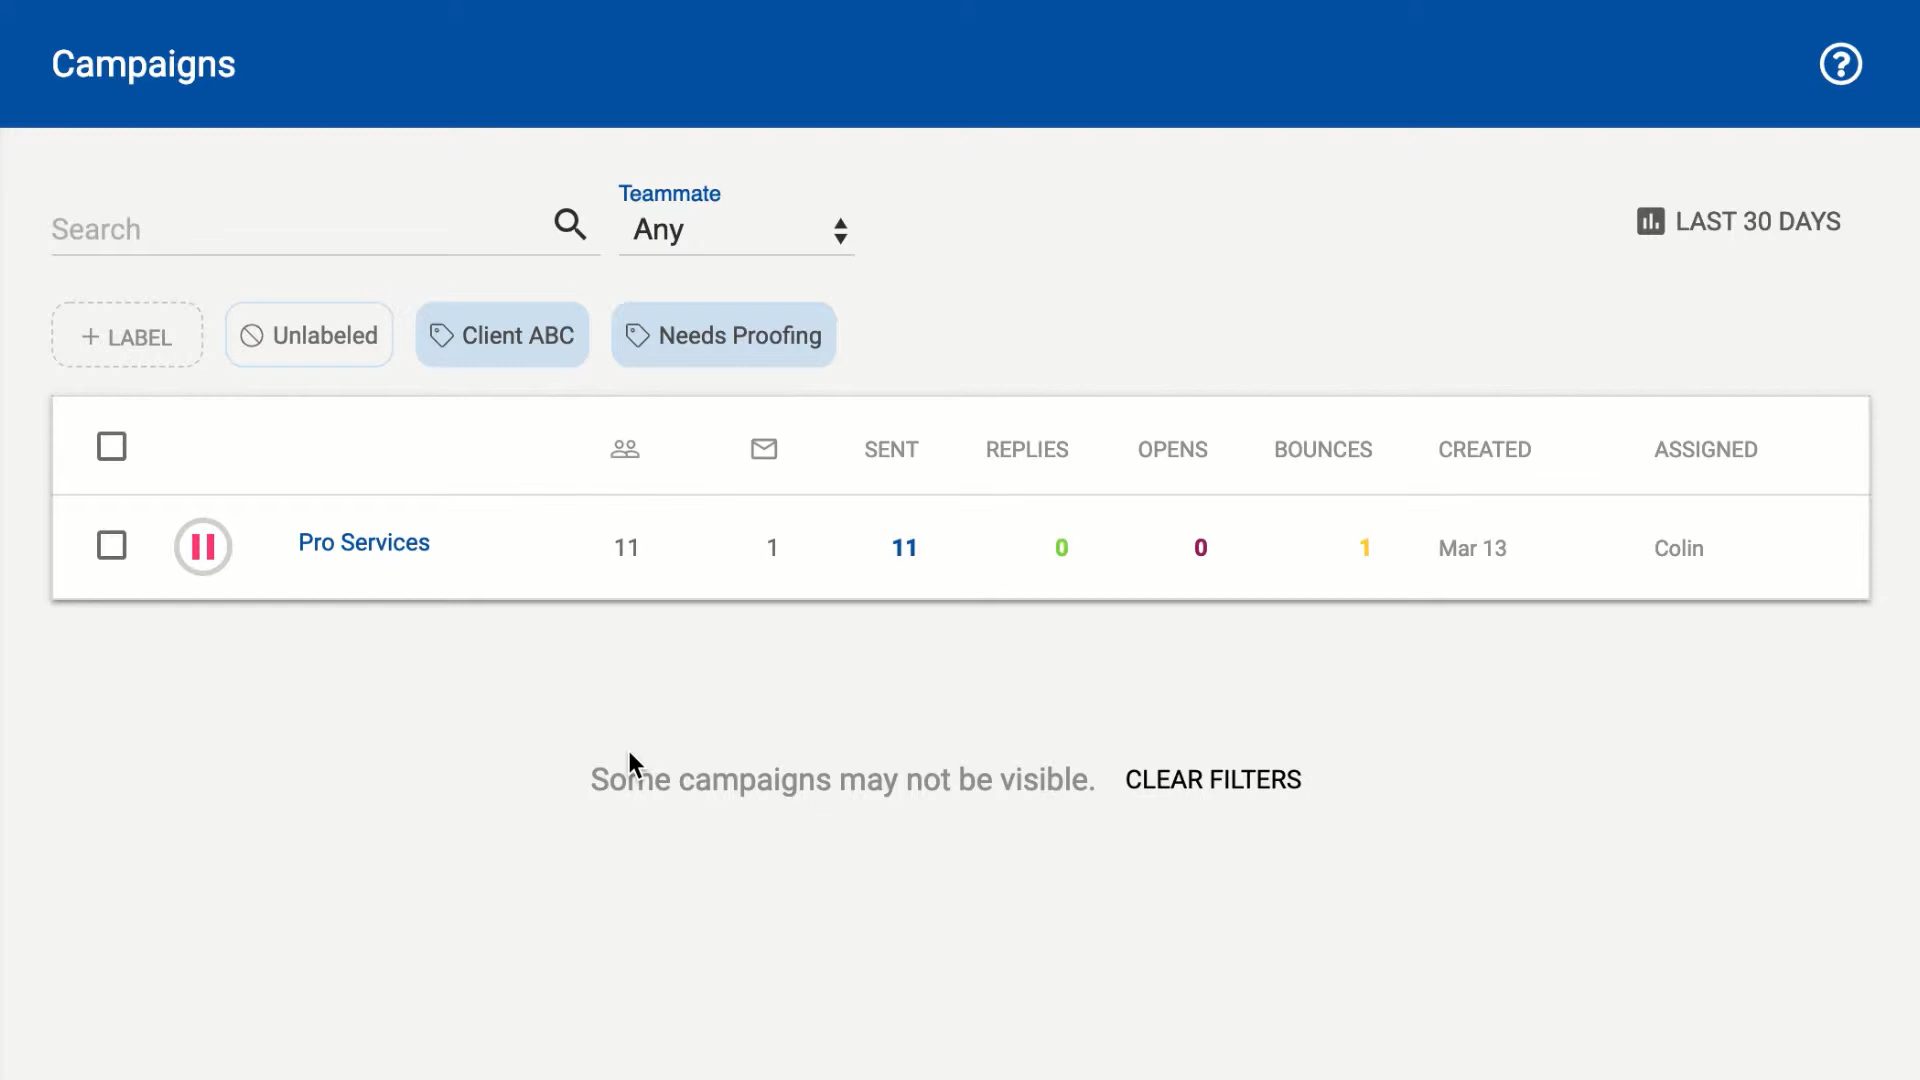 Campaigns
Teammate
Search
Any
LAST 30 DAYS
+ LABEL
Unlabeled
Client ABC
Needs Proofing
SENT REPLIES OPENS BOUNCES CREATED ASSIGNED
Pro Services 11 1 11 0 0 1 Mar 13 Colin
Some campaigns may not be visible. CLEAR FILTERS